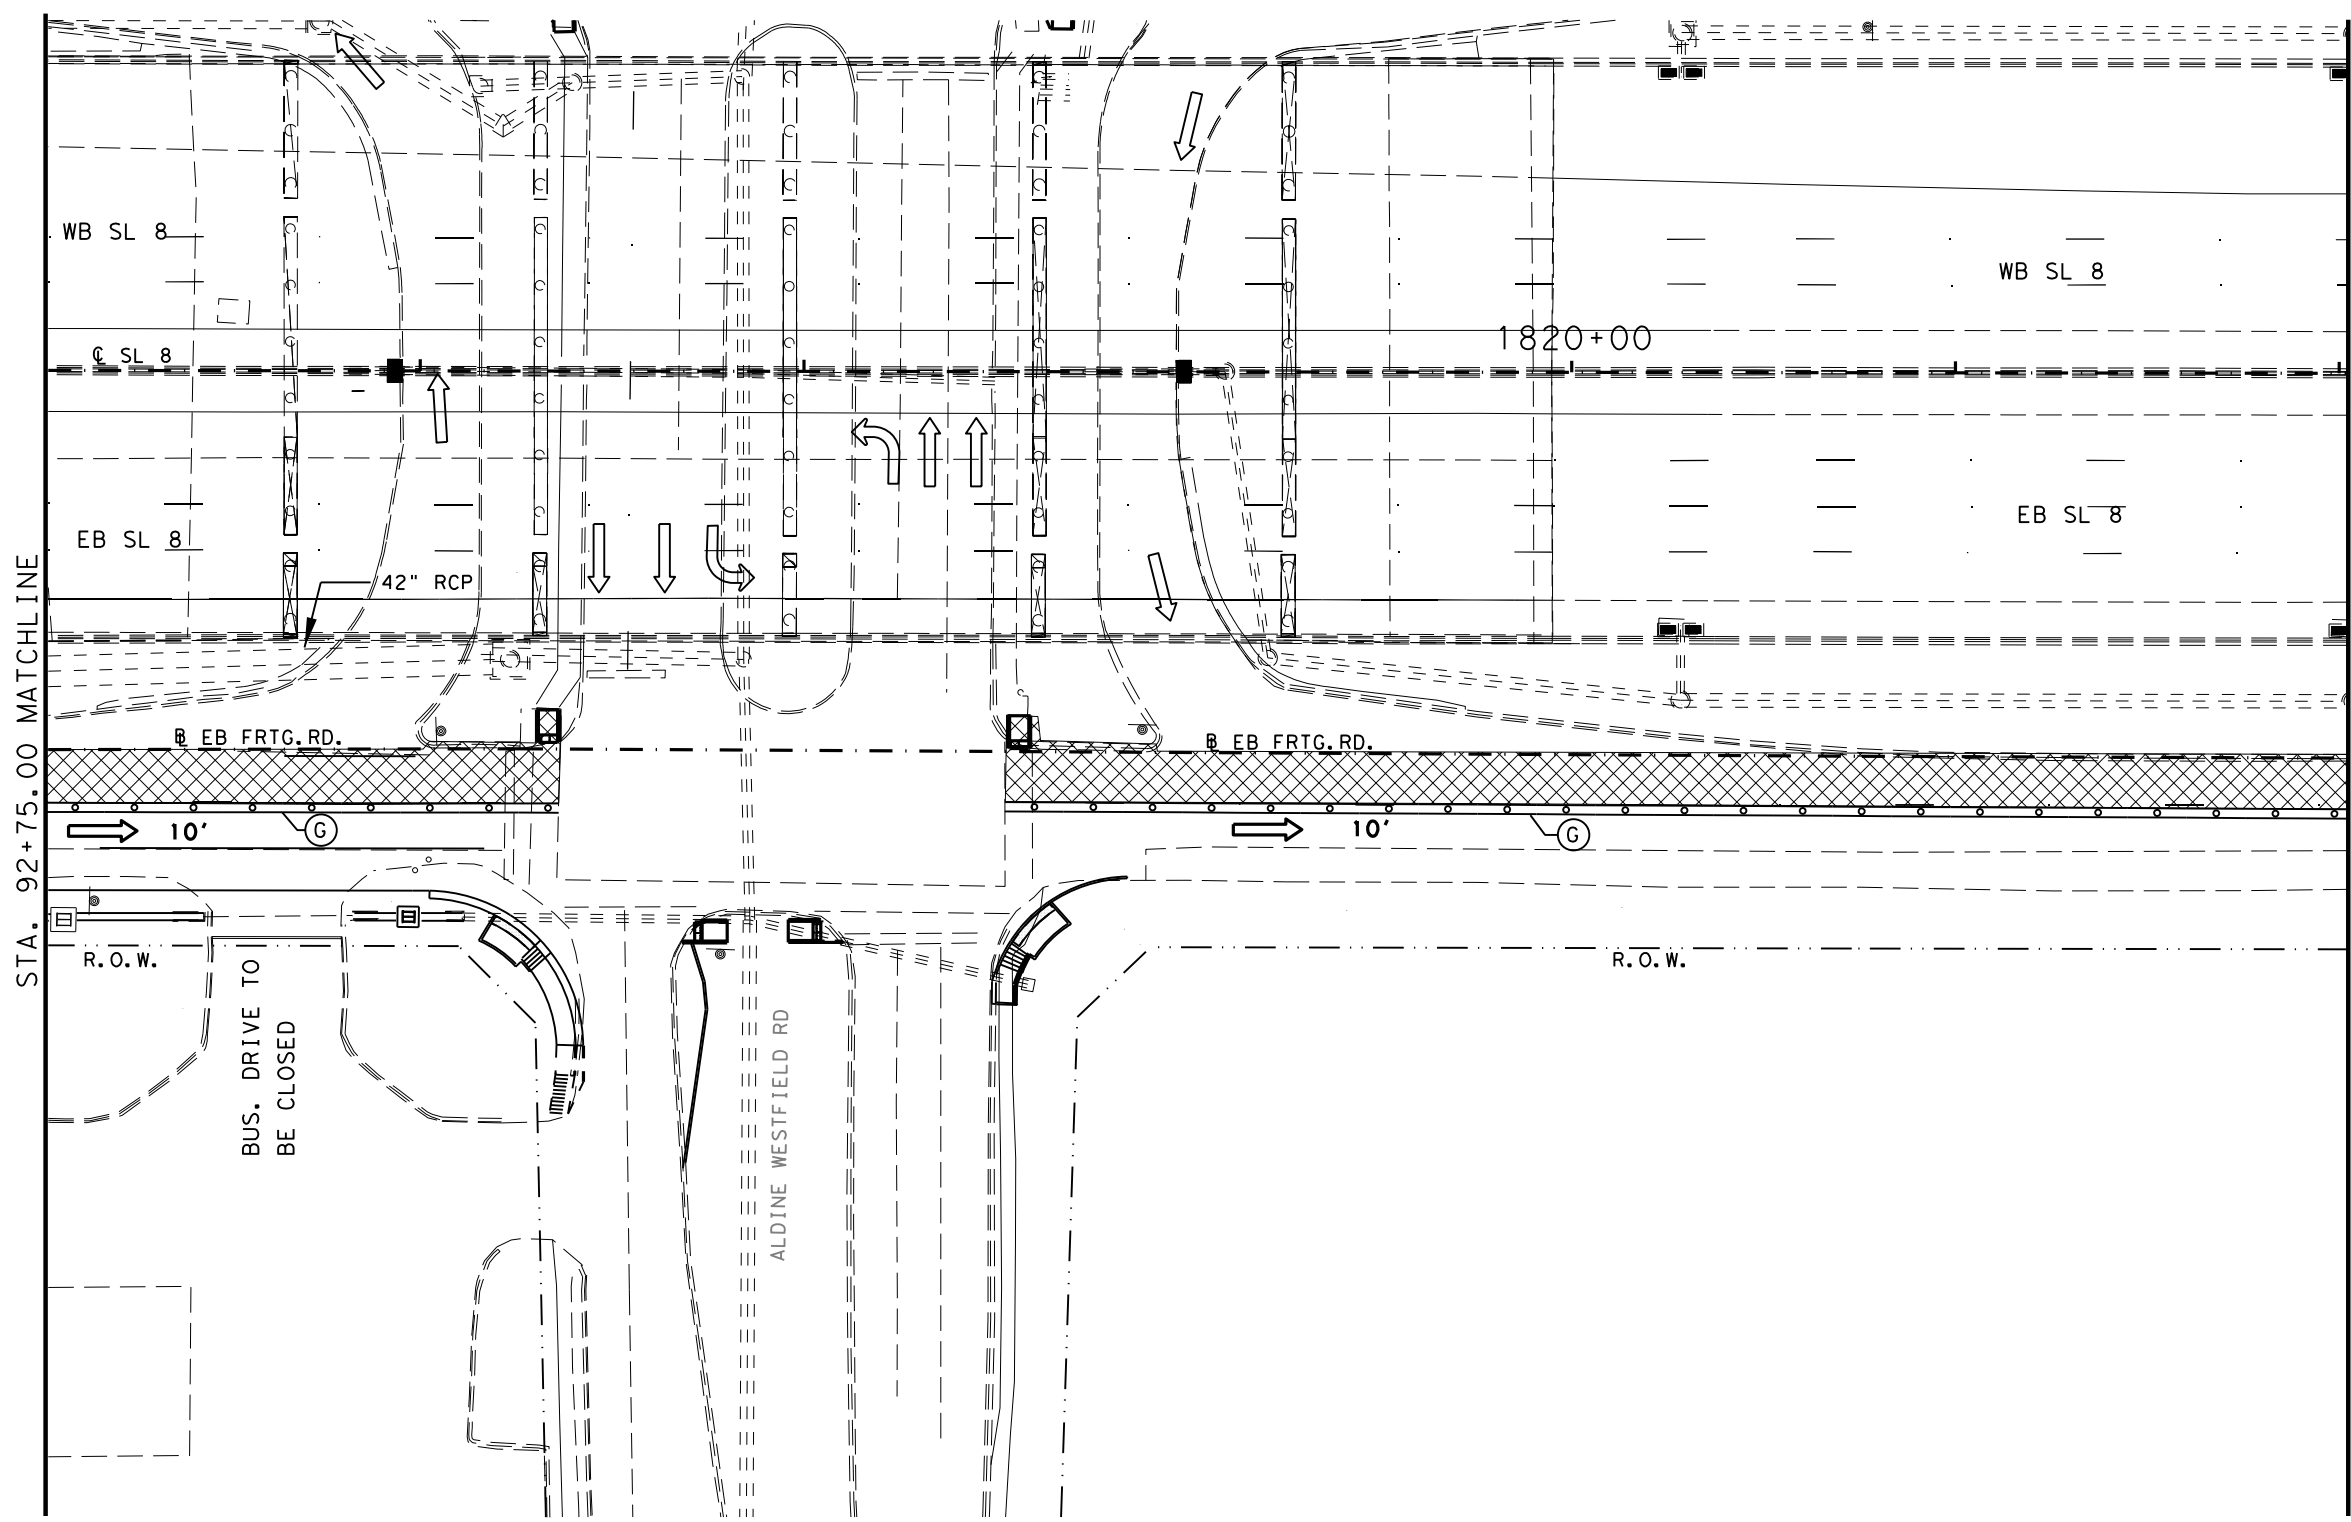 WB SL 8
WB SL 8
1820+00
℄ SL 8
EB SL 8
EB SL 8
42" RCP
STA. 92+75.00 MATCHLINE
BL EB FRTG.RD.
BL EB FRTG.RD.
10'
G
10'
G
R.O.W.
R.O.W.
BUS. DRIVE TO
BE CLOSED
ALDINE WESTFIELD RD